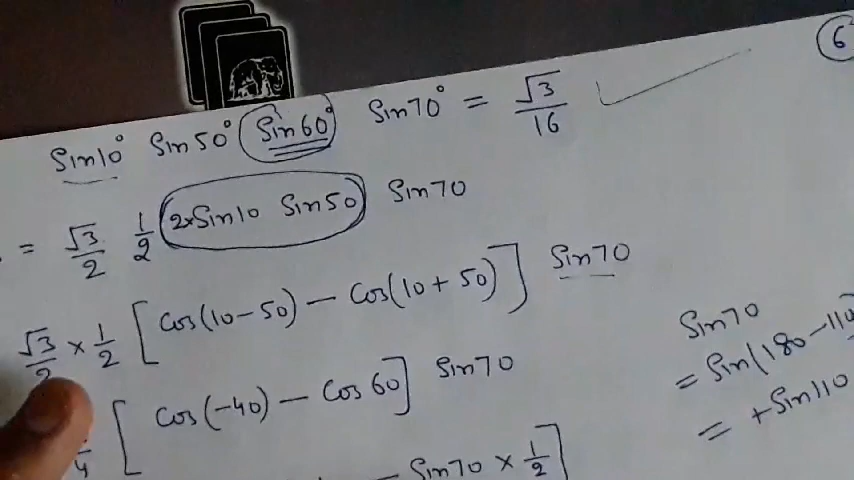 6
Sin10° Sin50° Sin60° Sin70° = √3/16
= √3/2 1/2 (2×Sin10 Sin50) Sin70
√3/2 × 1/2 [Cos(10-50) - Cos(10+50)] Sin70
4 [Cos(-40) - Cos60] Sin70
- Sin70 × 1/2]
Sin70
= Sin(180-110
= +Sin110